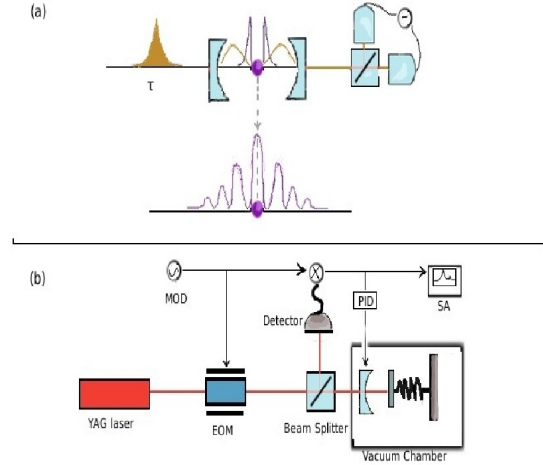 (a)
τ
(b)
MOD
PID
SA
Detector
YAG laser
EOM
Beam Splitter
Vacuum Chamber